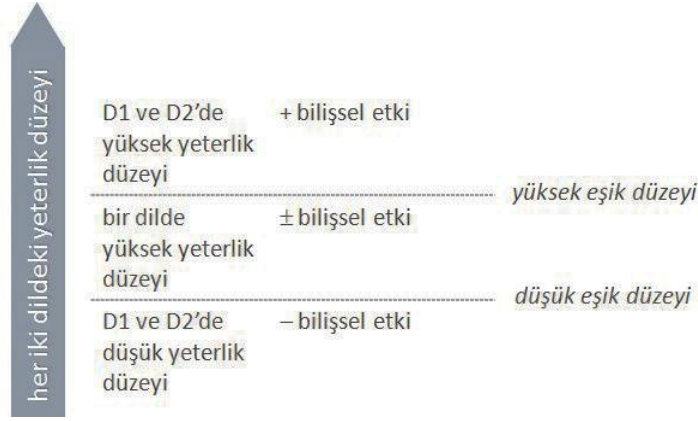 her iki dildeki yeterlik düzeyi
D1 ve D2’de + bilişsel etki
yüksek yeterlik
düzeyi
yüksek eşik düzeyi
bir dilde ± bilişsel etki
yüksek yeterlik
düzeyi
düşük eşik düzeyi
D1 ve D2’de – bilişsel etki
düşük yeterlik
düzeyi